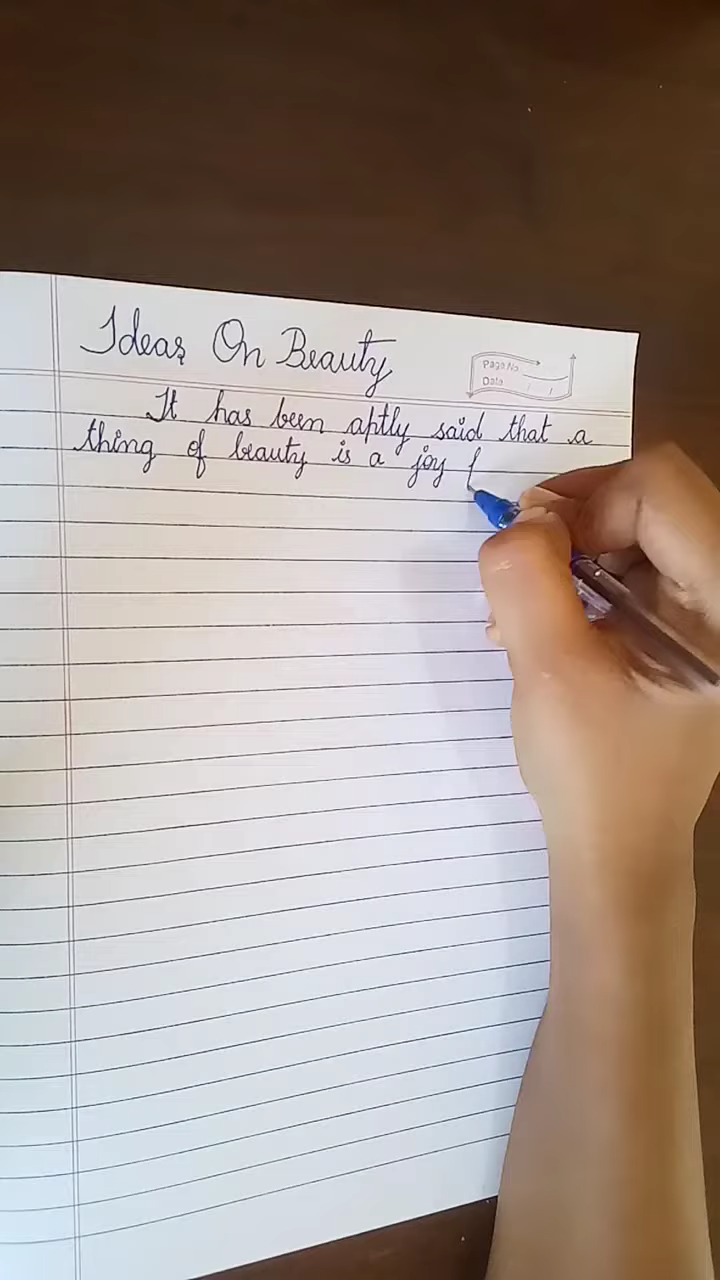 Ideas On Beauty
Page No.
Date / /
It has been aptly said that a
thing of beauty is a joy f